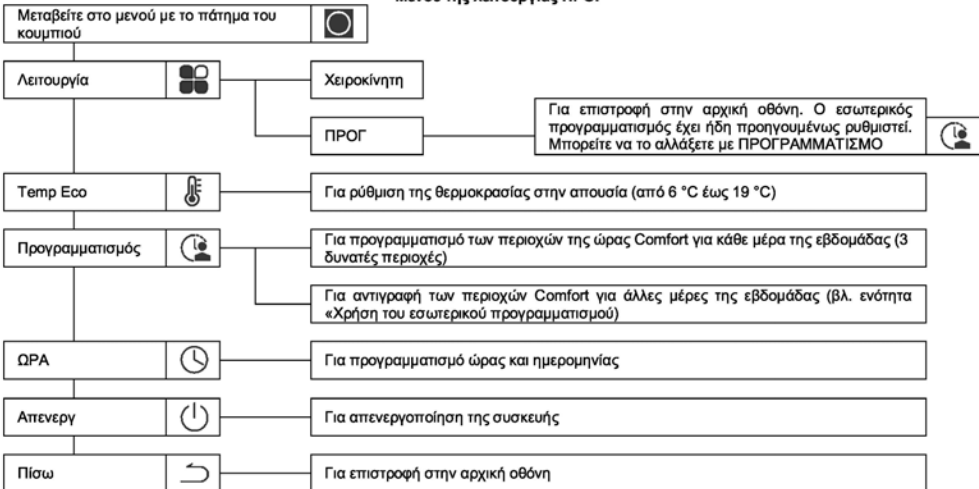 Μεταβείτε στο μενού με το πάτημα του
κουμπιού
Λειτουργία
Χειροκίνητη
ΠΡΟΓ
Για επιστροφή στην αρχική οθόνη. Ο εσωτερικός
προγραμματισμός έχει ήδη προηγουμένως ρυθμιστεί.
Μπορείτε να το αλλάξετε με ΠΡΟΓΡΑΜΜΑΤΙΣΜΟ
Temp Eco
Για ρύθμιση της θερμοκρασίας στην απουσία (από 6 °C έως 19 °C)
Προγραμματισμός
Για προγραμματισμό των περιοχών της ώρας Comfort για κάθε μέρα της εβδομάδας (3
δυνατές περιοχές)
Για αντιγραφή των περιοχών Comfort για άλλες μέρες της εβδομάδας (βλ. ενότητα
«Χρήση του εσωτερικού προγραμματισμού)
ΩΡΑ
Για προγραμματισμό ώρας και ημερομηνίας
Απενεργ
Για απενεργοποίηση της συσκευής
Πίσω
Για επιστροφή στην αρχική οθόνη